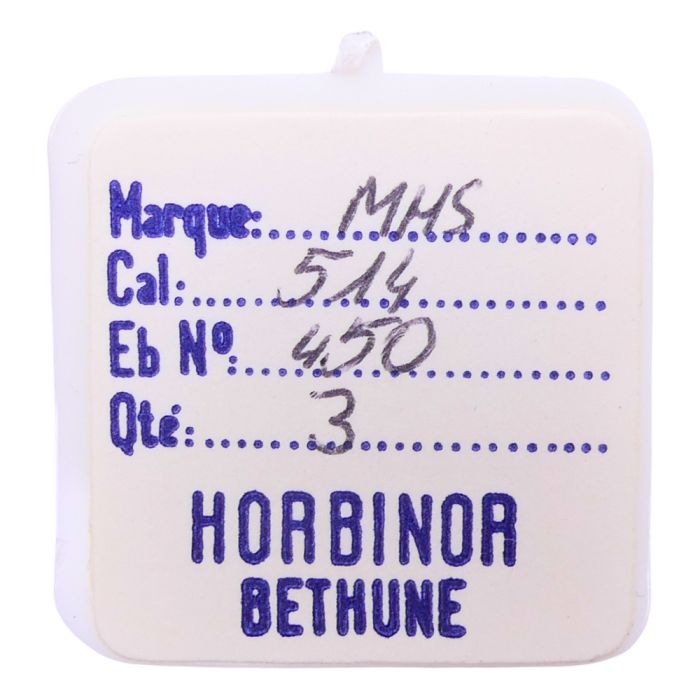 Marque: MHS
Cal: 514
Eb Nº: 450
Qté: 3
HORBINOR
BETHUNE